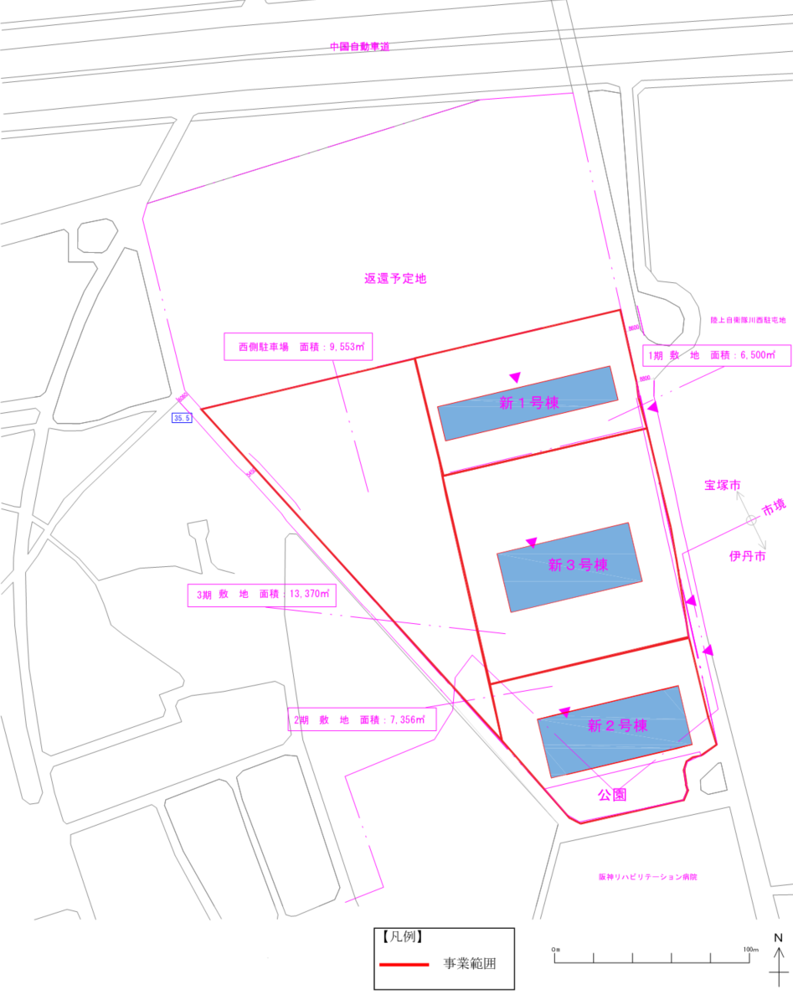 中国自動車道
返還予定地
陸上自衛隊川西駐屯地
西側駐車場 面積：9,553㎡
8600
1期 敷 地 面積：6,500㎡
8800
新1号棟
35.5
宝塚市
市境
伊丹市
新3号棟
3期 敷 地 面積：13,370㎡
2期 敷 地 面積：7,356㎡
新2号棟
公園
阪神リハビリテーション病院
【凡例】
事業範囲
0m 100m
N